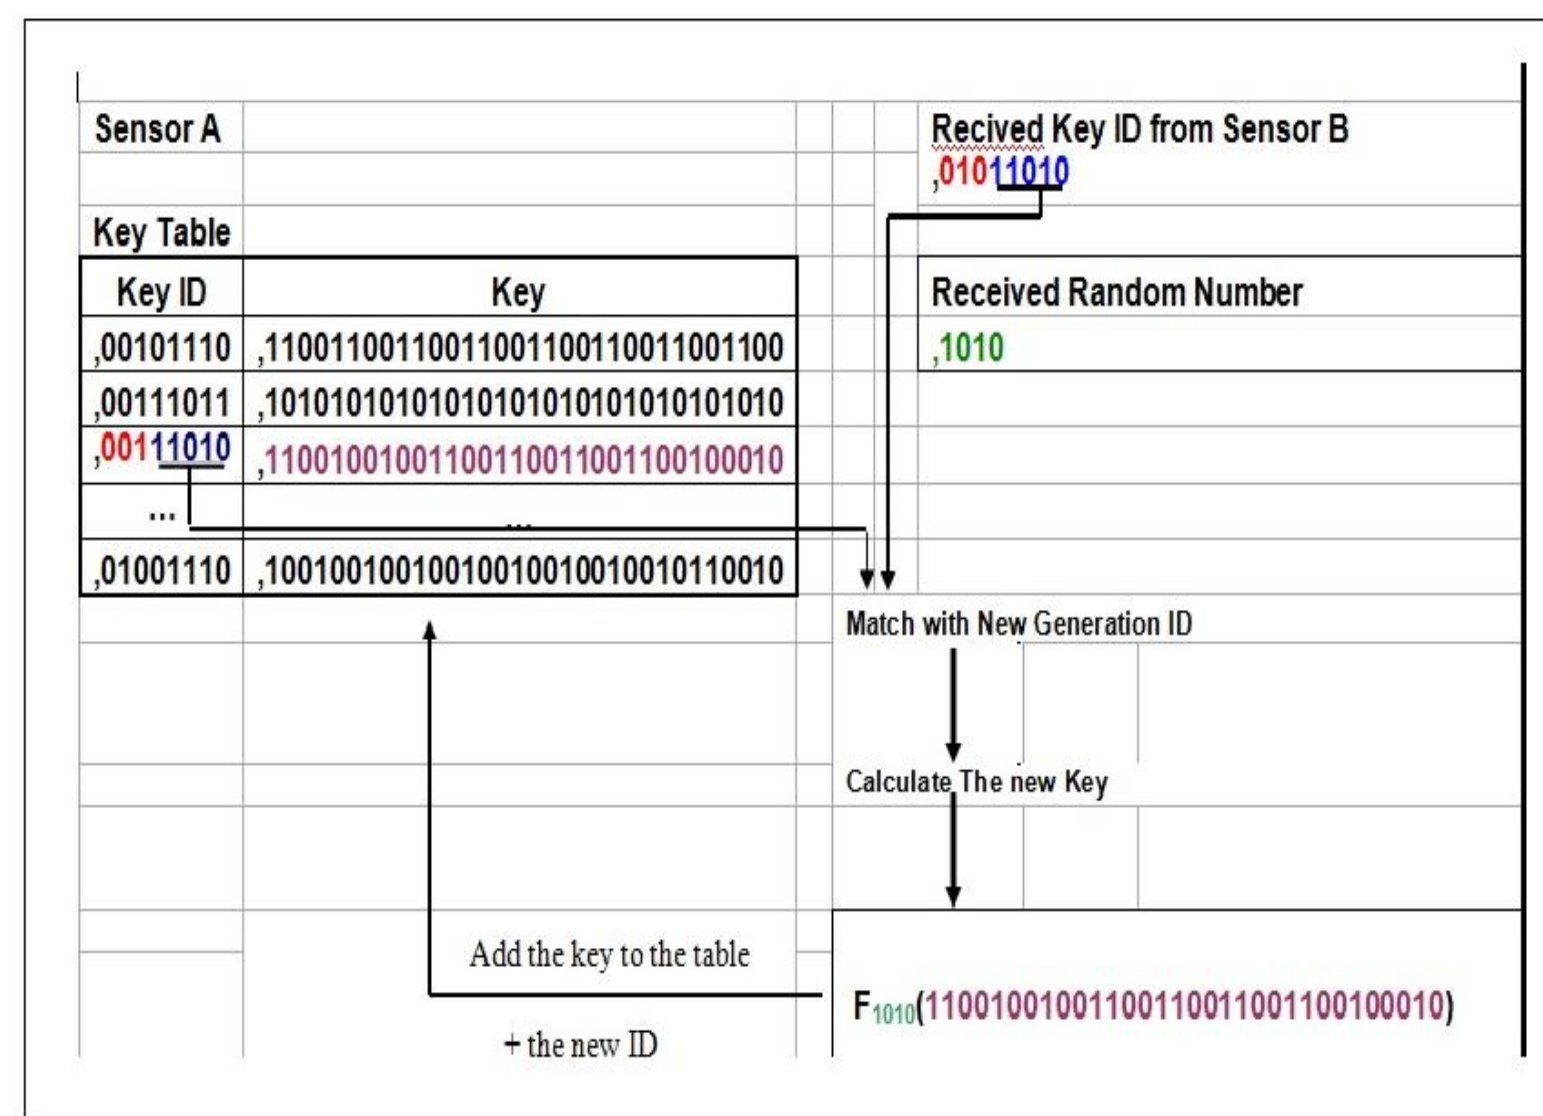 Sensor A
Recived Key ID from Sensor B
,01011010
Key Table
Key ID Key
Received Random Number
,00101110 ,11001100110011001100110011001100
,1010
,00111011 ,10101010101010101010101010101010
,00111010 ,11001001001100110011001100100010
... ...
,01001110 ,10010010010010010010010010110010
Match with New Generation ID
Calculate The new Key
Add the key to the table
+ the new ID
F1010(11001001001100110011001100100010)